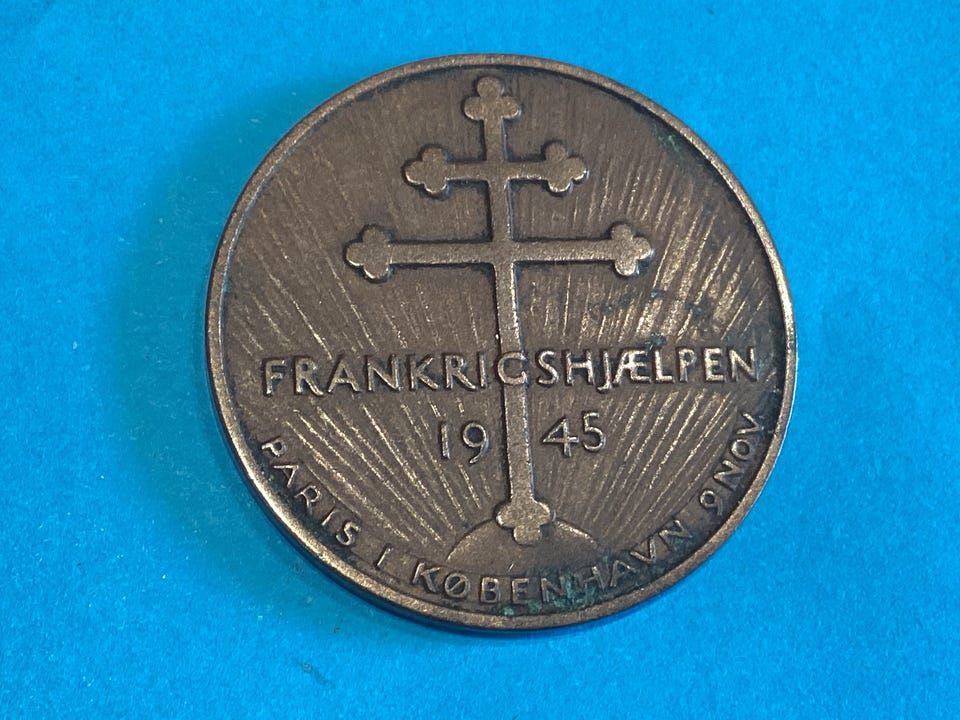 FRANKRIGSHJÆLPEN
1945
PARIS I KØBENHAVN 9 NOV.